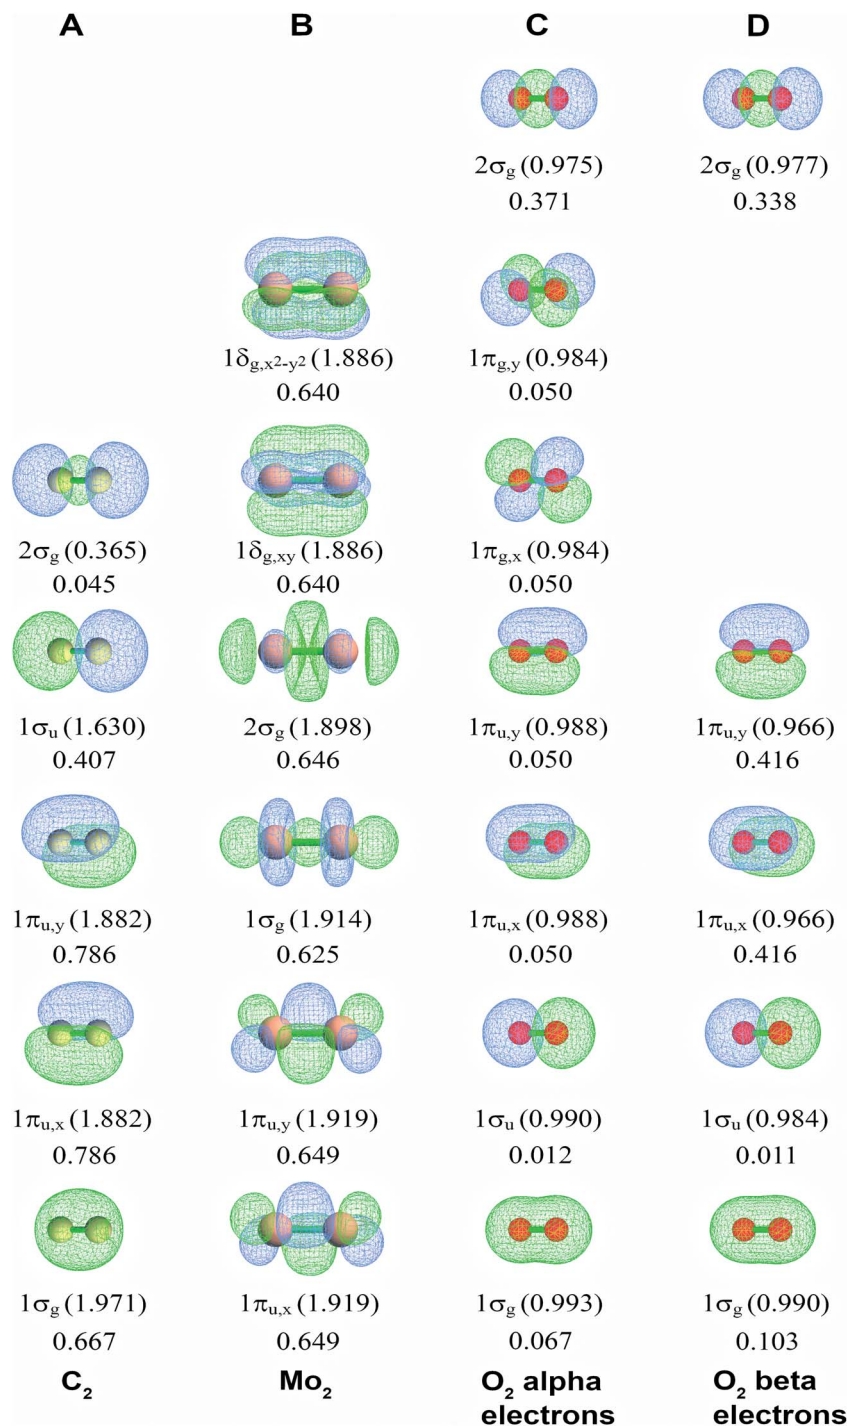 A B C D
2σg (0.975) 2σg (0.977)
0.371 0.338
1δg,x²-y² (1.886) 1πg,y (0.984)
0.640 0.050
2σg (0.365) 1δg,xy (1.886) 1πg,x (0.984)
0.045 0.640 0.050
1σu (1.630) 2σg (1.898) 1πu,y (0.988) 1πu,y (0.966)
0.407 0.646 0.050 0.416
1πu,y (1.882) 1σg (1.914) 1πu,x (0.988) 1πu,x (0.966)
0.786 0.625 0.050 0.416
1πu,x (1.882) 1πu,y (1.919) 1σu (0.990) 1σu (0.984)
0.786 0.649 0.012 0.011
1σg (1.971) 1πu,x (1.919) 1σg (0.993) 1σg (0.990)
0.667 0.649 0.067 0.103
C₂ Mo₂ O₂ alpha O₂ beta
electrons electrons